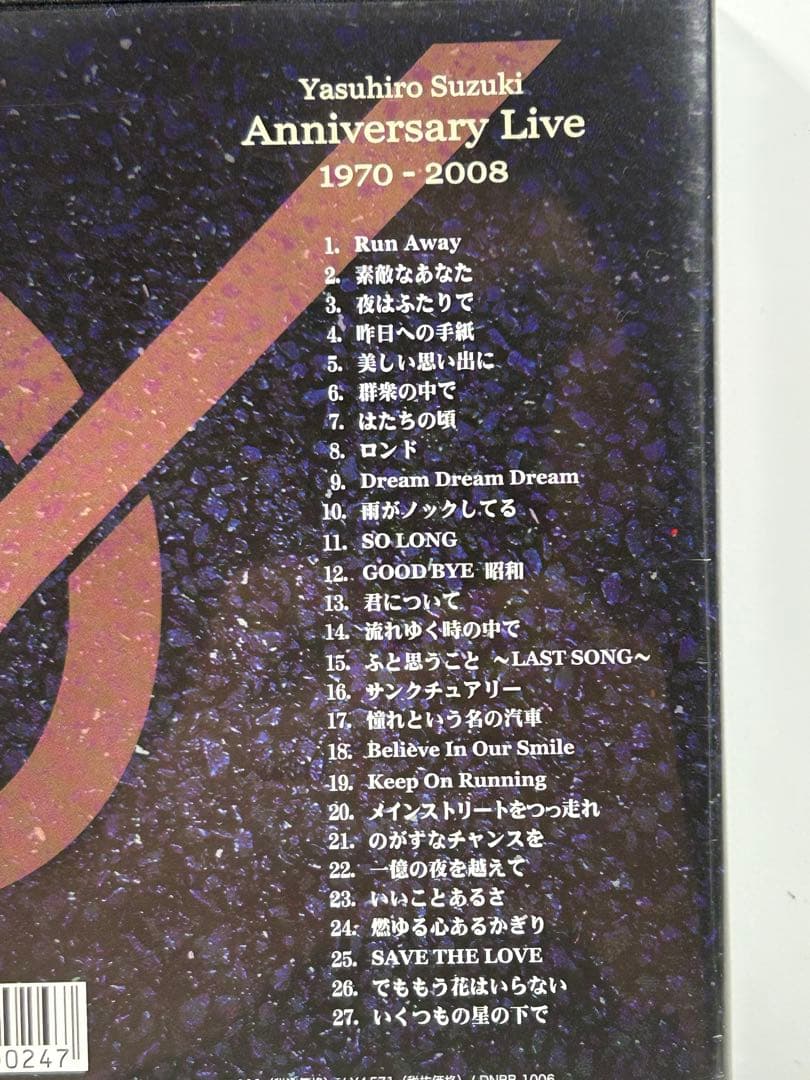 Yasuhiro Suzuki
Anniversary Live
1970 - 2008
1. Run Away
2. 素敵なあなた
3. 夜はふたりで
4. 昨日への手紙
5. 美しい思い出に
6. 群衆の中で
7. はたちの頃
8. ロンド
9. Dream Dream Dream
10. 雨がノックしてる
11. SO LONG
12. GOOD BYE 昭和
13. 君について
14. 流れゆく時の中で
15. ふと思うこと ～LAST SONG～
16. サンクチュアリー
17. 憧れという名の汽車
18. Believe In Our Smile
19. Keep On Running
20. メインストリートをつっ走れ
21. のがすなチャンスを
22. 一億の夜を越えて
23. いいことあるさ
24. 燃ゆる心あるかぎり
25. SAVE THE LOVE
26. でももう花はいらない
27. いくつもの星の下で
00247